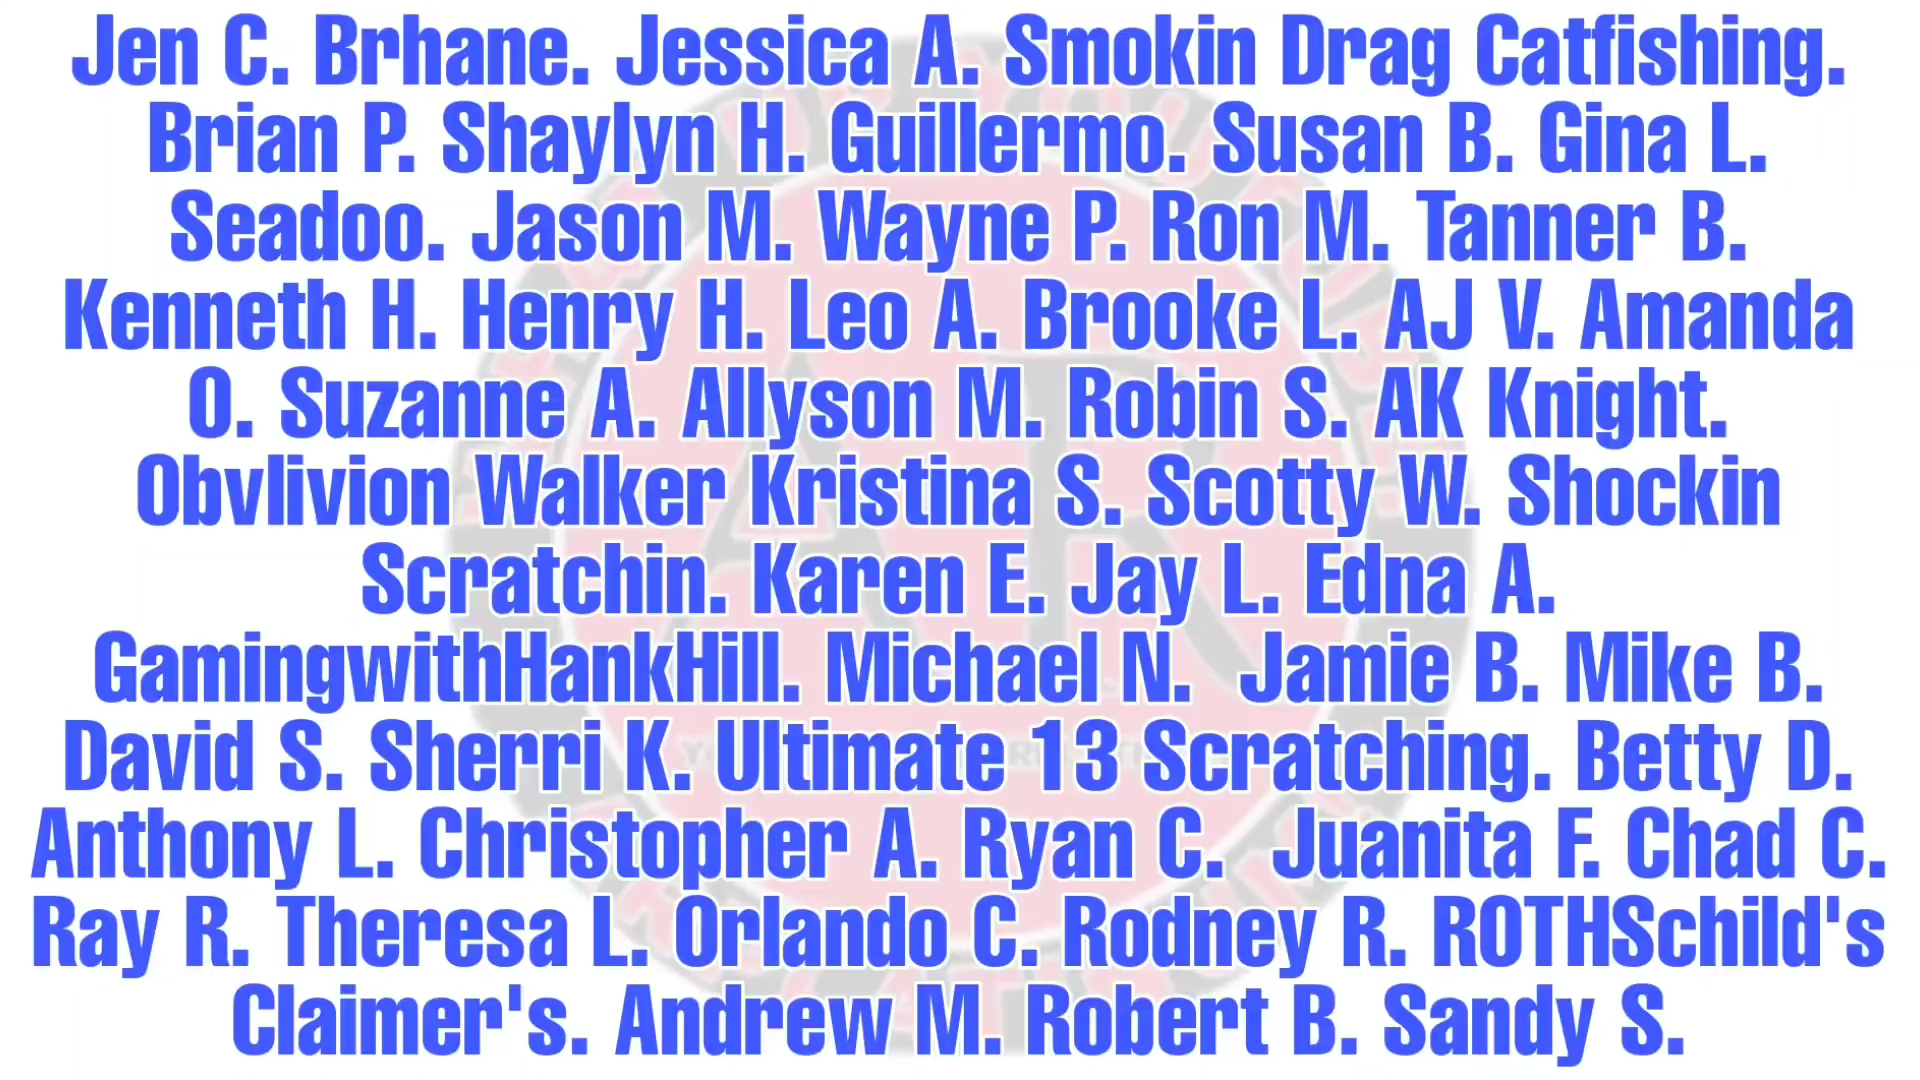 Jen C. Brhane. Jessica A. Smokin Drag Catfishing.
Brian P. Shaylyn H. Guillermo. Susan B. Gina L.
Seadoo. Jason M. Wayne P. Ron M. Tanner B.
Kenneth H. Henry H. Leo A. Brooke L. AJ V. Amanda
O. Suzanne A. Allyson M. Robin S. AK Knight.
Obvlivion Walker Kristina S. Scotty W. Shockin
Scratchin. Karen E. Jay L. Edna A.
GamingwithHankHill. Michael N.  Jamie B. Mike B.
David S. Sherri K. Ultimate 13 Scratching. Betty D.
Anthony L. Christopher A. Ryan C.  Juanita F. Chad C.
Ray R. Theresa L. Orlando C. Rodney R. ROTHSchild's
Claimer's. Andrew M. Robert B. Sandy S.